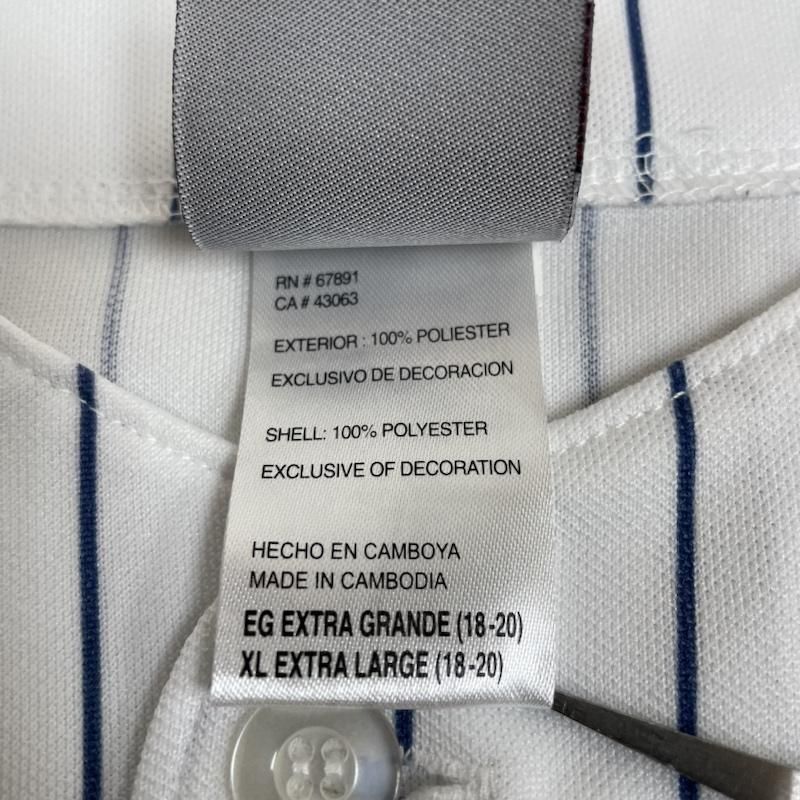 RN # 67891
CA # 43063
EXTERIOR : 100% POLIESTER
EXCLUSIVO DE DECORACION
SHELL: 100% POLYESTER
EXCLUSIVE OF DECORATION
HECHO EN CAMBOYA
MADE IN CAMBODIA
EG EXTRA GRANDE (18-20)
XL EXTRA LARGE (18-20)